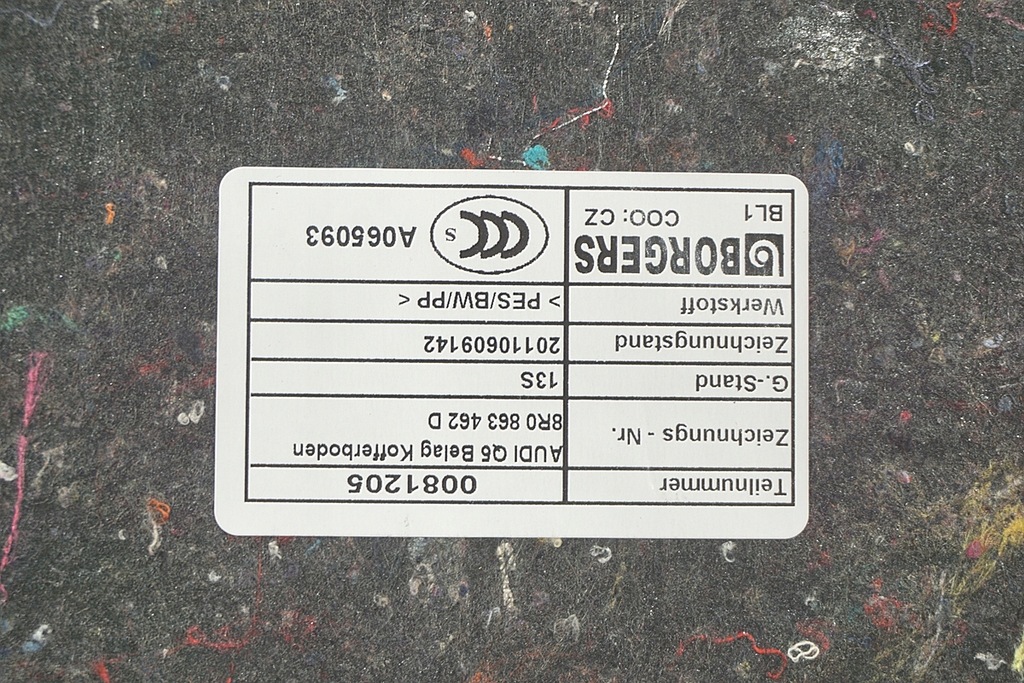 Teilnummer 0081205
Zeichnungs - Nr. AUDI Q5 Belag Kofferboden
8R0 863 462 D
G.-Stand 13S
Zeichnungstand 20110609142
Werkstoff > PES/BW/PP <
BORGERS
BL1 COO: CZ
CCC S A065093